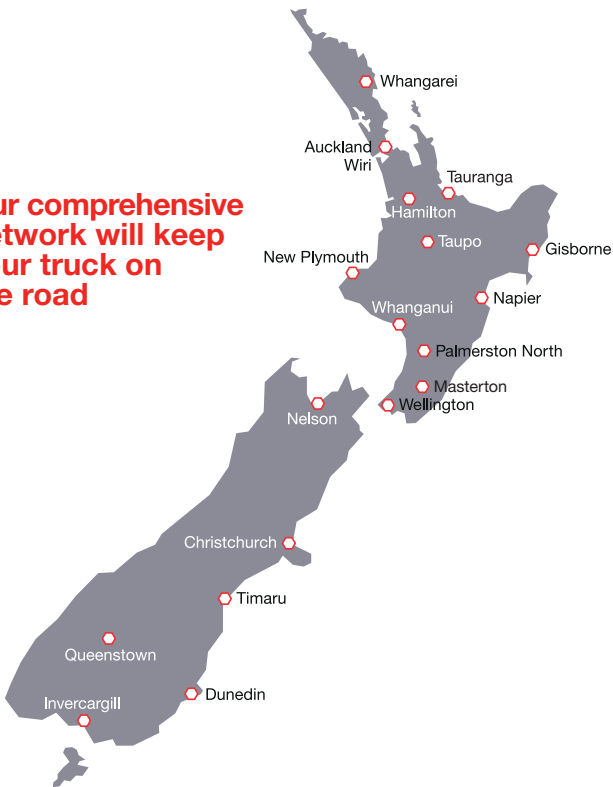 Whangarei
Auckland
Wiri
Tauranga
Hamilton
ur comprehensive
etwork will keep
our truck on
e road
Taupo
Gisborne
New Plymouth
Napier
Whanganui
Palmerston North
Masterton
Wellington
Nelson
Christchurch
Timaru
Queenstown
Dunedin
Invercargill